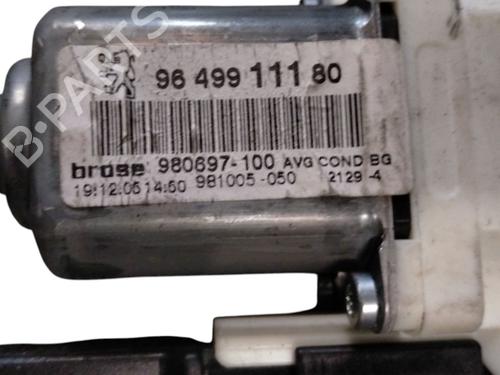 96 499 111 80
brose 980697-100 AVG COND BG
19.12.06 14:50 981005-050 2129-4
B-PARTS